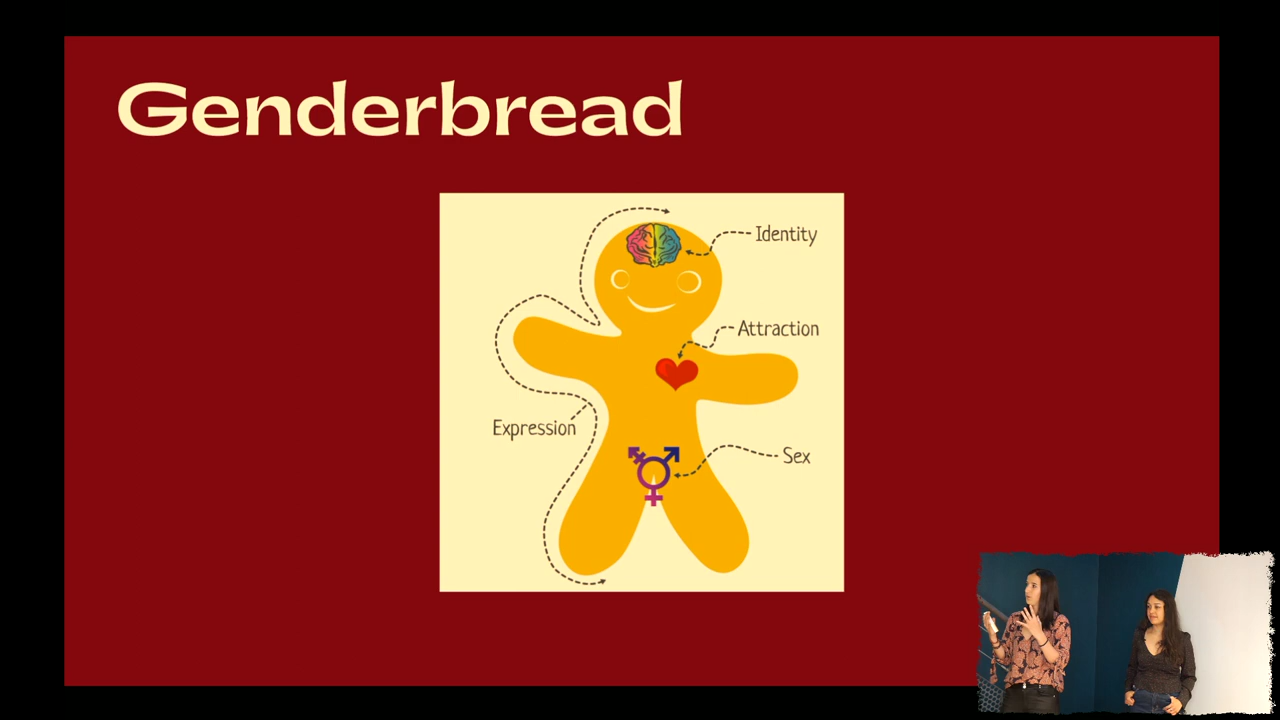 Genderbread
Identity
Attraction
Expression
Sex